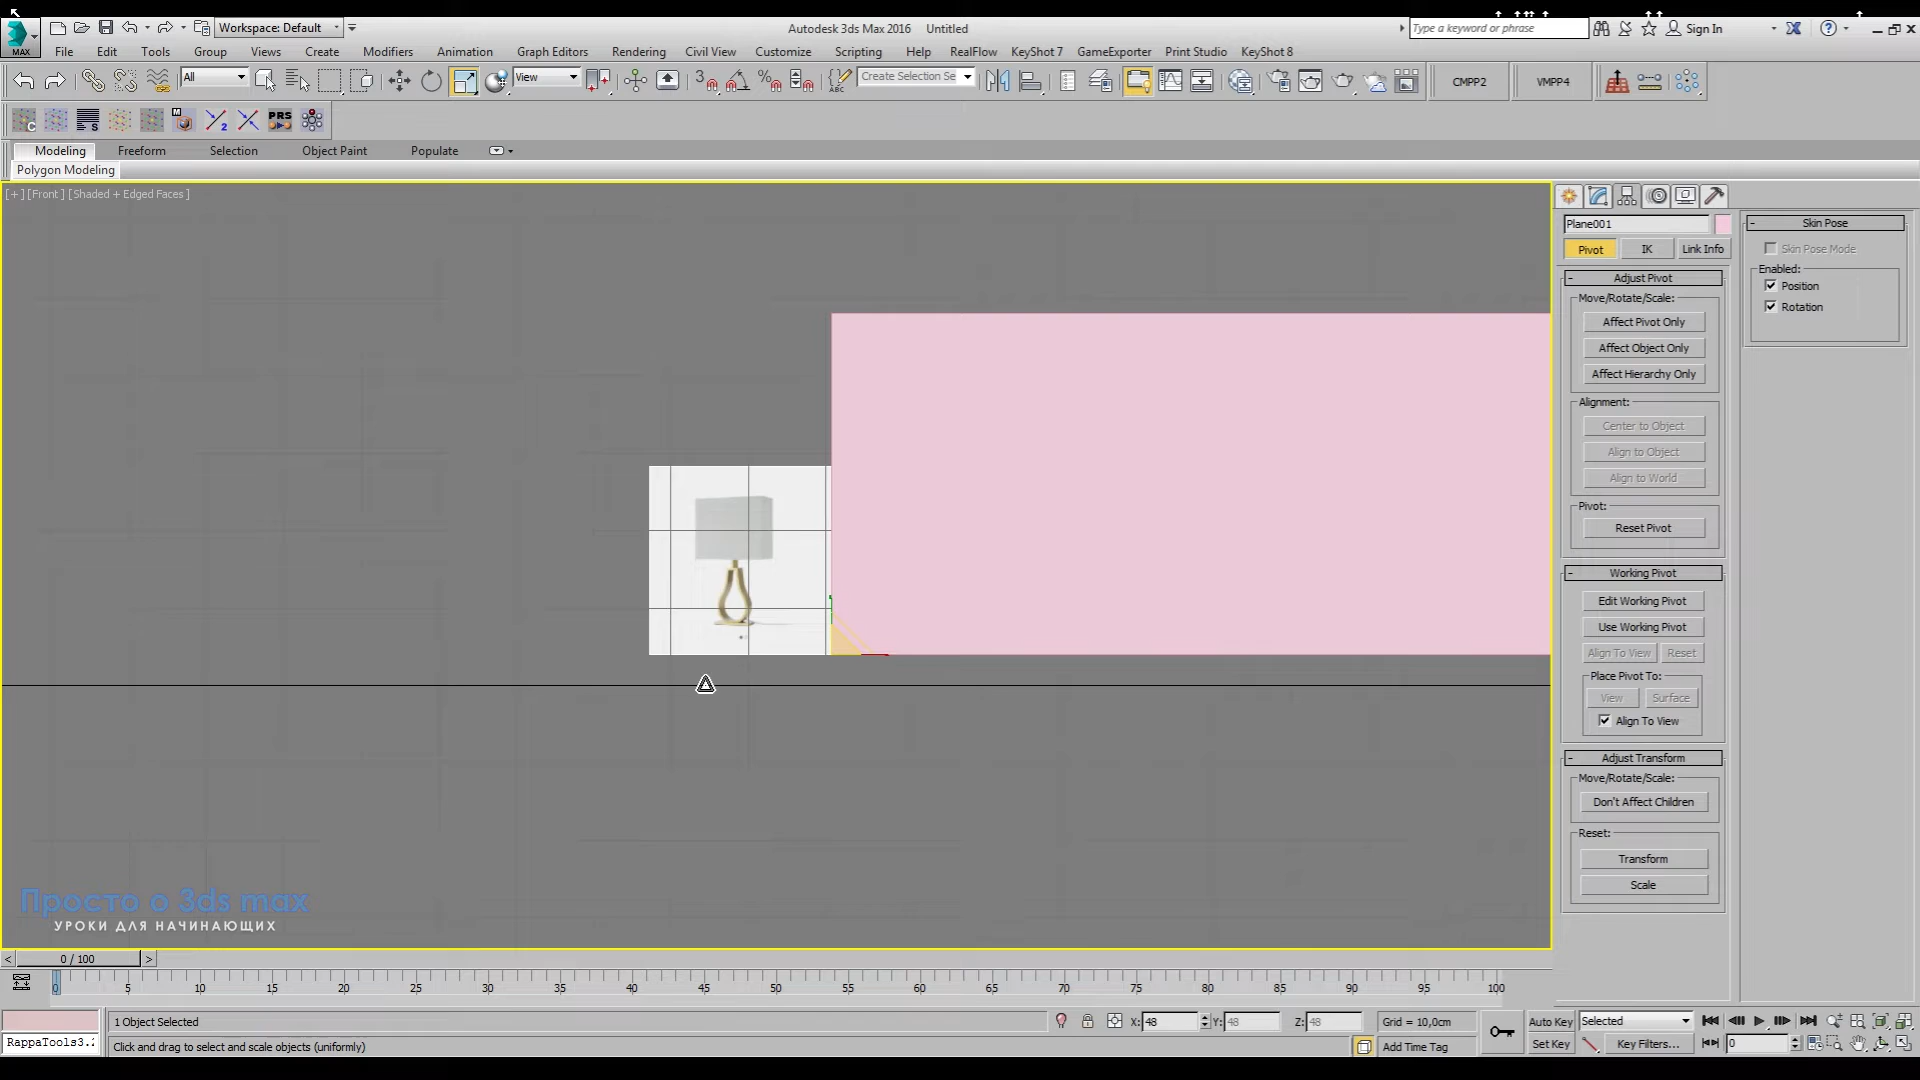 Workspace: Default
Autodesk 3ds Max 2016 Untitled
Type a keyword or phrase
Sign In
MAX
File Edit Tools Group Views Create Modifiers Animation Graph Editors Rendering Civil View Customize Scripting Help RealFlow KeyShot 7 GameExporter Print Studio KeyShot 8
All View Create Selection Se CMPP2 VMPP4
PRS
Modeling Freeform Selection Object Paint Populate
Polygon Modeling
[+] [Front] [Shaded + Edged Faces]
Plane001
Pivot IK Link Info
Adjust Pivot
Move/Rotate/Scale:
Affect Pivot Only
Affect Object Only
Affect Hierarchy Only
Alignment:
Center to Object
Align to Object
Align to World
Pivot:
Reset Pivot
Working Pivot
Edit Working Pivot
Use Working Pivot
Align To View Reset
Place Pivot To:
View Surface
Align To View
Adjust Transform
Move/Rotate/Scale:
Don't Affect Children
Reset:
Transform
Scale
Skin Pose
Skin Pose Mode
Enabled:
Position
Rotation
Просто о 3ds max
УРОКИ ДЛЯ НАЧИНАЮЩИХ
< 0 / 100 >
0 5 10 15 20 25 30 35 40 45 50 55 60 65 70 75 80 85 90 95 100
1 Object Selected
X: 48 Y: 48 Z: 48 Grid = 10,0cm
Auto Key Selected
RappaTools3.2
Click and drag to select and scale objects (uniformly)
Add Time Tag
Set Key Key Filters... 0